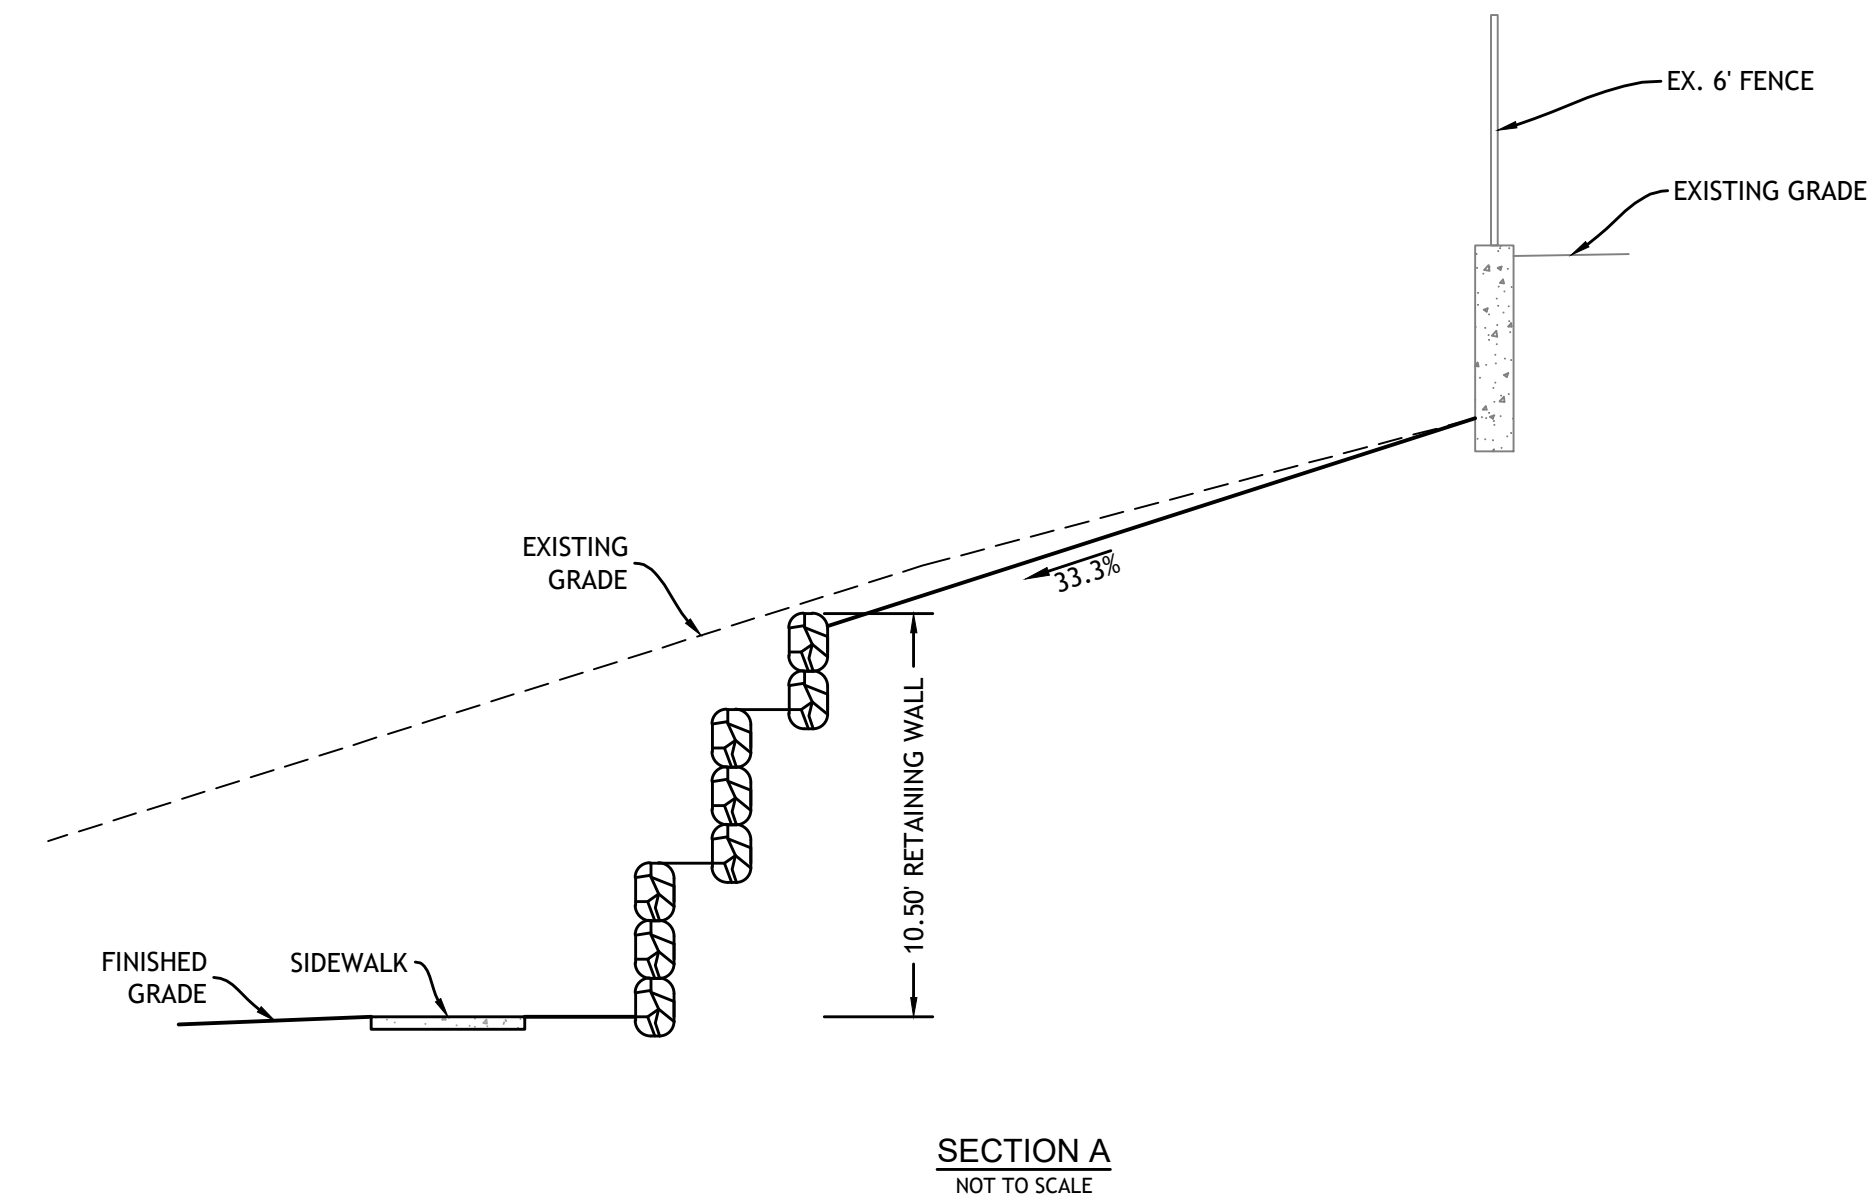 EX. 6' FENCE
EXISTING GRADE
EXISTING
GRADE
33.3%
10.50' RETAINING WALL
FINISHED
GRADE
SIDEWALK
SECTION A
NOT TO SCALE